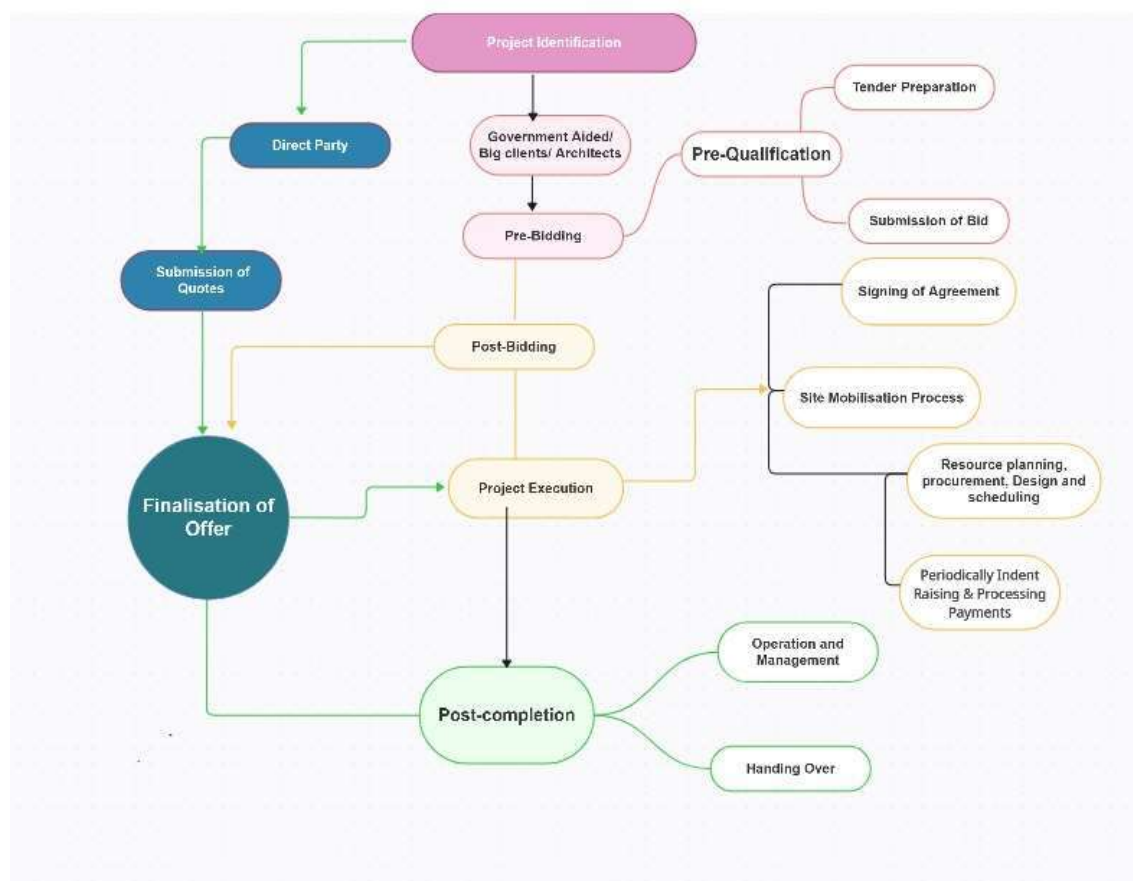 Project Identification
Tender Preparation
Direct Party
Government Aided/
Big clients/ Architects
Pre-Qualification
Submission of Bid
Pre-Bidding
Submission of
Quotes
Signing of Agreement
Post-Bidding
Site Mobilisation Process
Finalisation of
Offer
Project Execution
Resource planning,
procurement, Design and
scheduling
Periodically Indent
Raising & Processing
Payments
Operation and
Management
Post-completion
Handing Over